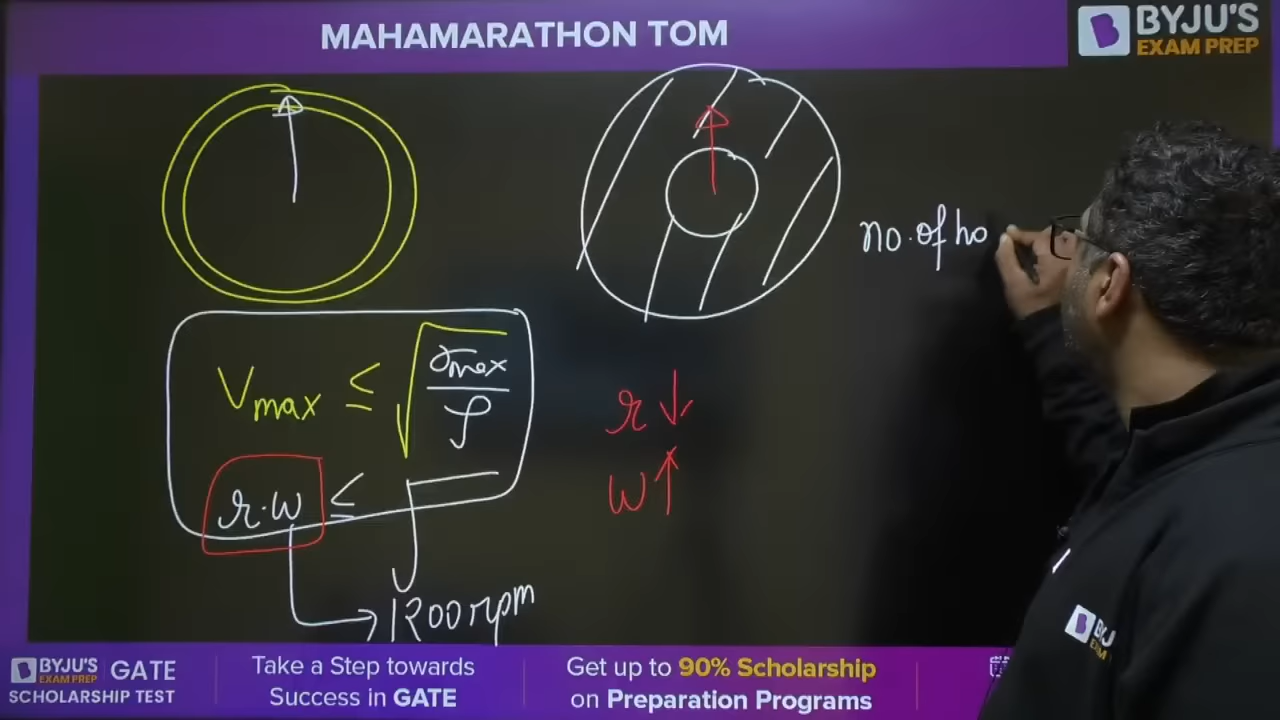 MAHAMARATHON TOM
BYJU'S
EXAM PREP
no. of ho
Vmax ≤ √σmax/ρ
r.w ≤ √
1200 rpm
r↓
w↑
BYJU'S
EXAM PREP
GATE
SCHOLARSHIP TEST
Take a Step towards
Success in GATE
Get up to 90% Scholarship
on Preparation Programs